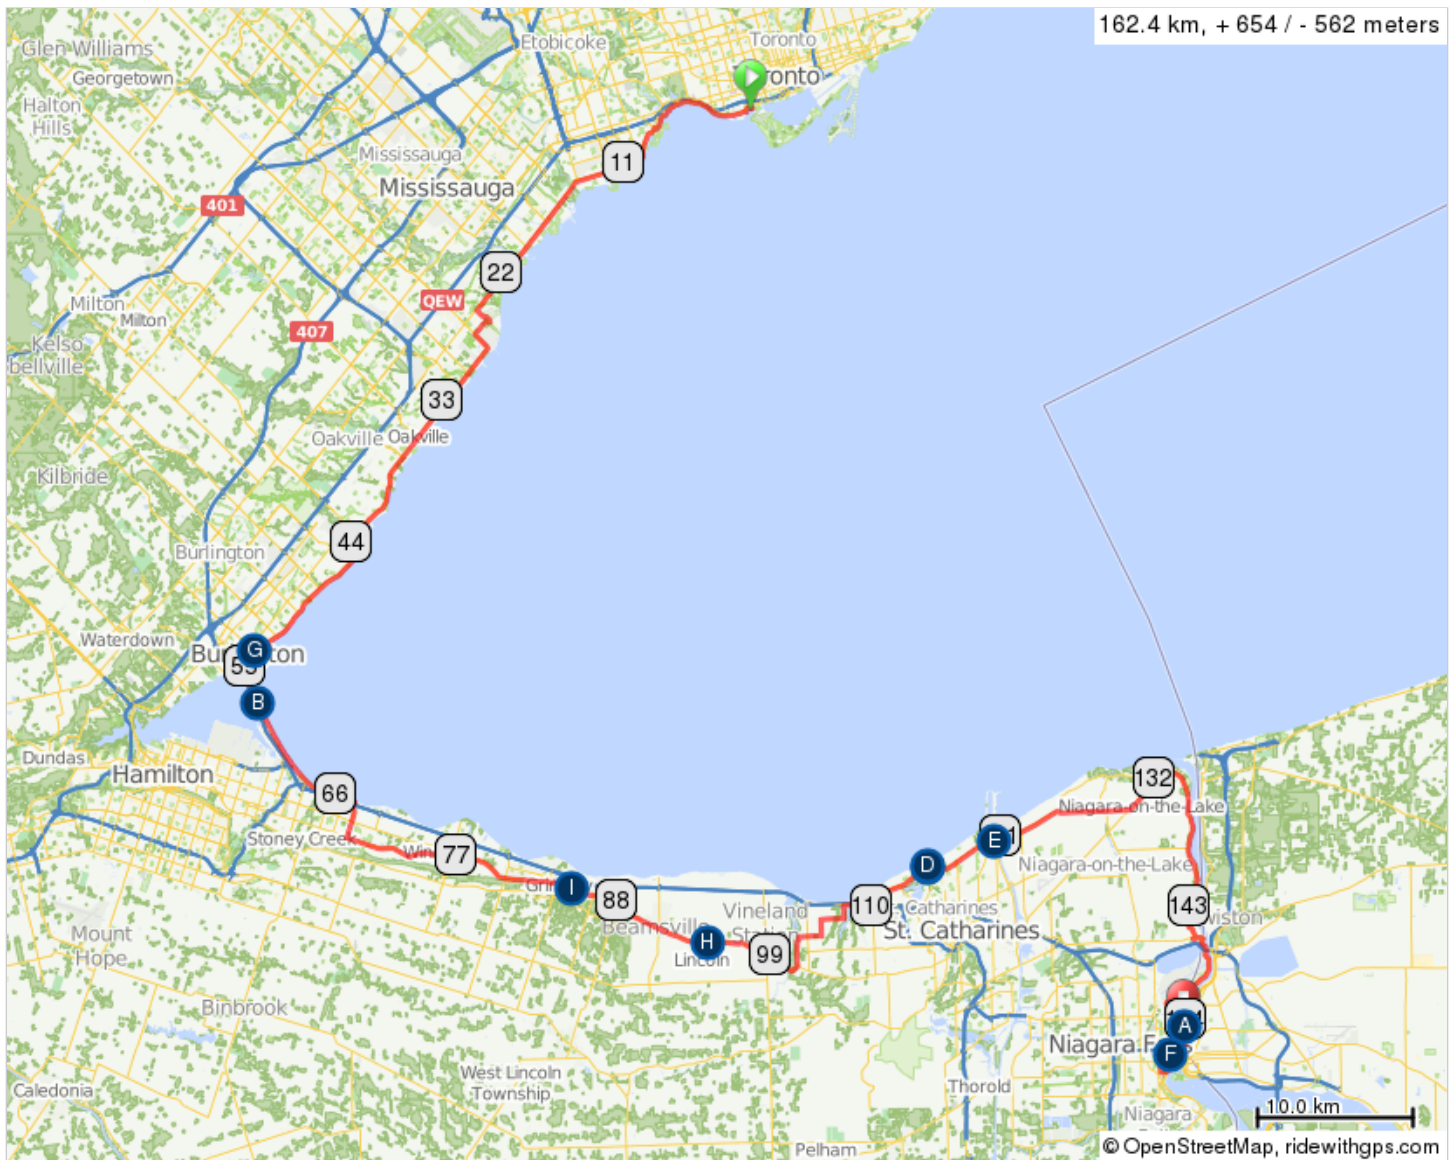 162.4 km, + 654 / - 562 meters
Glen Williams
Etobicoke
Toronto
Georgetown
Halton
Hills
Mississauga
11
Mississauga
401
22
QEW
Milton
Milton
407
Kelso
bellville
33
Oakville
Oakville
Kilbride
44
Burlington
Waterdown
G
B
Dundas
Hamilton
66
132
Niagara-on-the-Lake
Stoney Creek
77
E
D
Niagara-on-the-Lake
I
88
110
143
Catharines
Vineland
Beamsville
St. Catharines
H
99
Lincoln
Mount
Hope
Binbrook
A
F
West Lincoln
Township
Thorold
Caledonia
Niagara
10.0 km
Pelham
© OpenStreetMap, ridewithgps.com